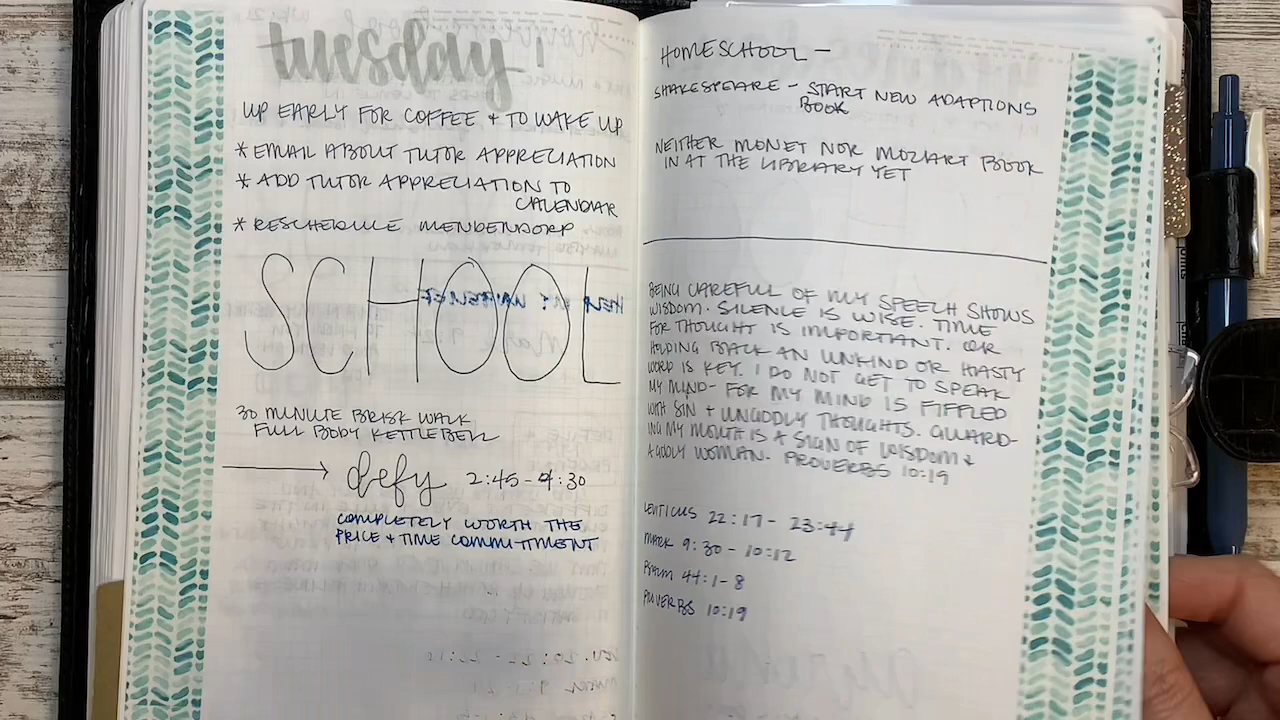 tuesday
UP EARLY FOR COFFEE + TO WAKE UP
* EMAIL ABOUT TUTOR APPRECIATION
* ADD TUTOR APPRECIATION TO
CALENDAR
* RESCHEDULE MENDENDORP
SCHOOL
30 MINUTE BRISK WALK
FULL BODY KETTLEBELL
defy 2:45-4:30
COMPLETELY WORTH THE
PRICE + TIME COMMITTMENT
HOMESCHOOL —
SHAKESPEARE - START NEW ADAPTIONS
BOOK
NEITHER MONET NOR MOZART BOOK
IN AT THE LIBRARY YET
BEING CAREFUL OF MY SPEECH SHOWS
WISDOM. SILENCE IS WISE. TIME
FOR THOUGHT IS IMPORTANT. OR
HOLDING BACK AN UNKIND OR HASTY
WORD IS KEY. I DO NOT GET TO SPEAK
MY MIND - FOR MY MIND IS FIFFLED
WITH SIN + UNGODLY THOUGHTS. GUARD-
ING MY MOUTH IS A SIGN OF WISDOM +
A GODLY WOMAN. PROVERBS 10:19
LEVITICUS 22:17 - 23:44
MARK 9:30 - 10:12
PSALM 44:1-8
PROVERBS 10:19